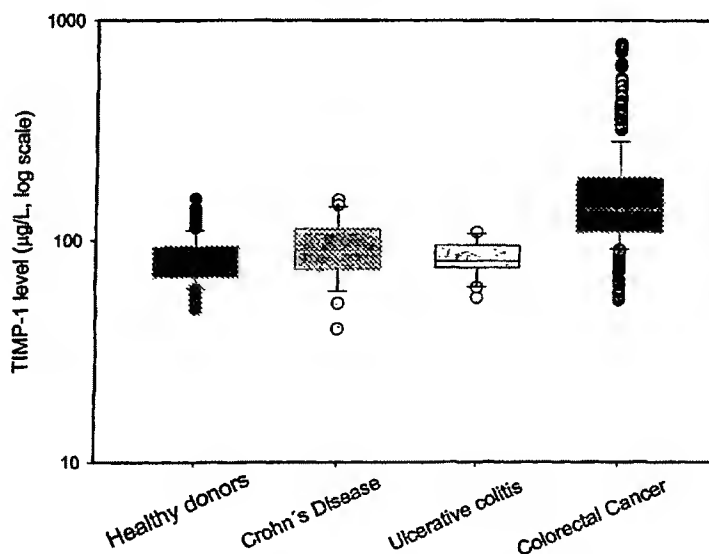 1000
100
10
TIMP-1 level (µg/L, log scale)
Healthy donors
Crohn´s Disease
Ulcerative colitis
Colorectal Cancer